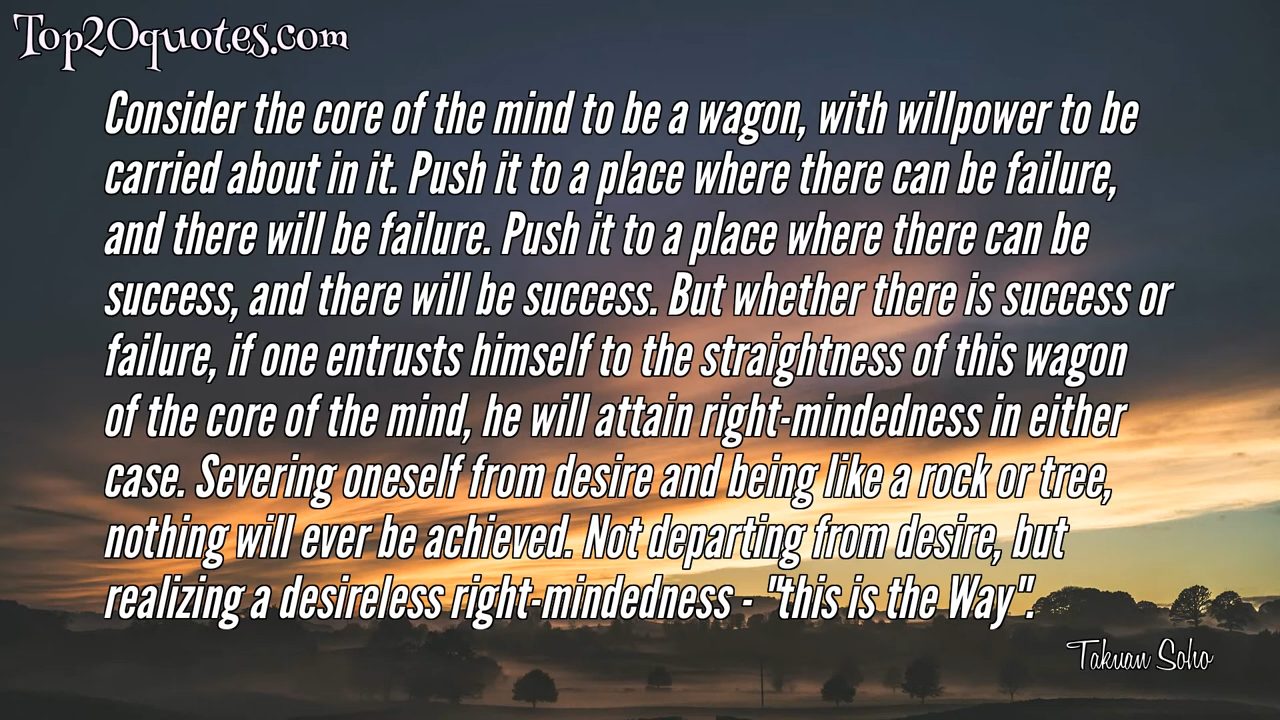 Top20quotes.com
Consider the core of the mind to be a wagon, with willpower to be
carried about in it. Push it to a place where there can be failure,
and there will be failure. Push it to a place where there can be
success, and there will be success. But whether there is success or
failure, if one entrusts himself to the straightness of this wagon
of the core of the mind, he will attain right-mindedness in either
case. Severing oneself from desire and being like a rock or tree,
nothing will ever be achieved. Not departing from desire, but
realizing a desireless right-mindedness - "this is the Way".
Takuan Soho